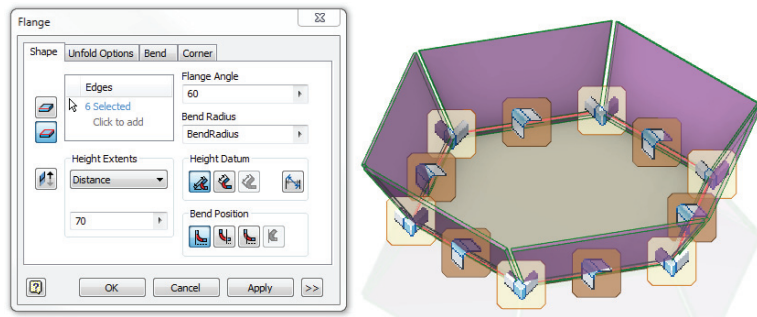 Flange
Shape Unfold Options Bend Corner
Edges
6 Selected
Click to add
Flange Angle
60
Bend Radius
BendRadius
Height Extents
Distance
70
Height Datum
Bend Position
?
OK Cancel Apply >>